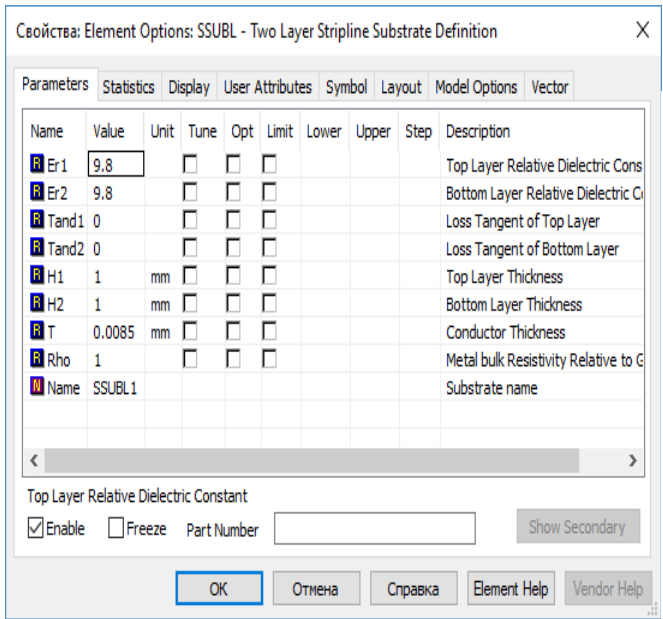 Свойства: Element Options: SSUBL - Two Layer Stripline Substrate Definition X
Parameters Statistics Display User Attributes Symbol Layout Model Options Vector
Name Value Unit Tune Opt Limit Lower Upper Step Description
R Er1 9.8 Top Layer Relative Dielectric Cons
R Er2 9.8 Bottom Layer Relative Dielectric C
R Tand1 0 Loss Tangent of Top Layer
R Tand2 0 Loss Tangent of Bottom Layer
R H1 1 mm Top Layer Thickness
R H2 1 mm Bottom Layer Thickness
R T 0.0085 mm Conductor Thickness
R Rho 1 Metal bulk Resistivity Relative to G
N Name SSUBL1 Substrate name
Top Layer Relative Dielectric Constant
Enable Freeze Part Number Show Secondary
OK Отмена Справка Element Help Vendor Help